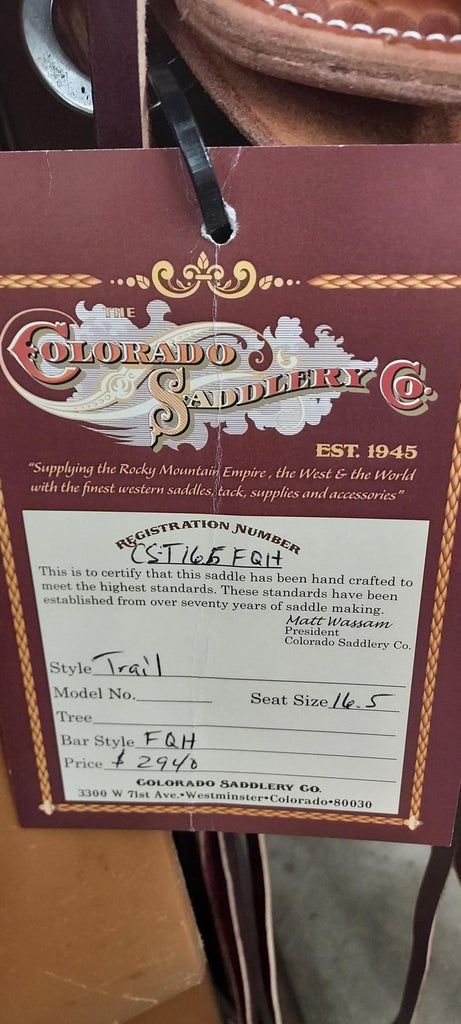 THE
COLORADO
SADDLERY CO.
EST. 1945
"Supplying the Rocky Mountain Empire, the West & the World
with the finest western saddles, tack, supplies and accessories"
REGISTRATION NUMBER
CS-T165FQH
This is to certify that this saddle has been hand crafted to
meet the highest standards. These standards have been
established from over seventy years of saddle making.
Matt Wassam
President
Colorado Saddlery Co.
Style Trail
Model No. Seat Size 16.5
Tree
Bar Style FQH
Price $ 2940
COLORADO SADDLERY CO.
3300 W 71st Ave.•Westminster•Colorado•80030